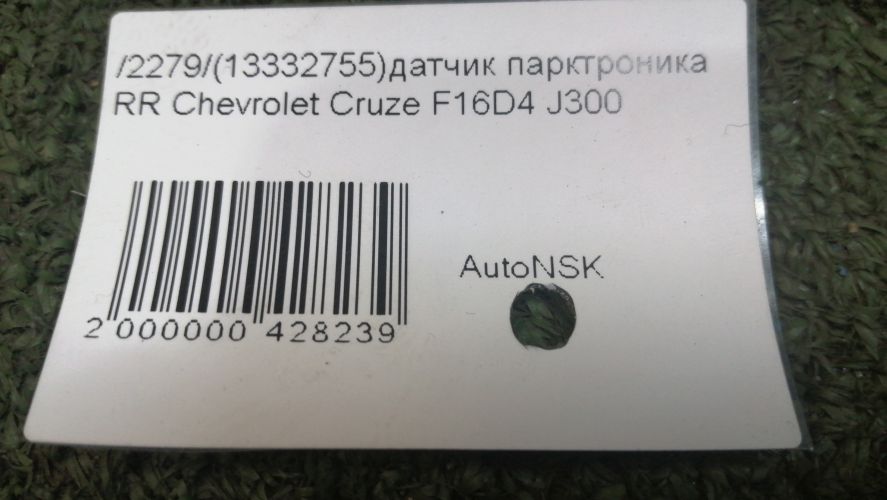 /2279/(13332755)датчик парктроника
RR Chevrolet Cruze F16D4 J300
AutoNSK
2 000000 428239